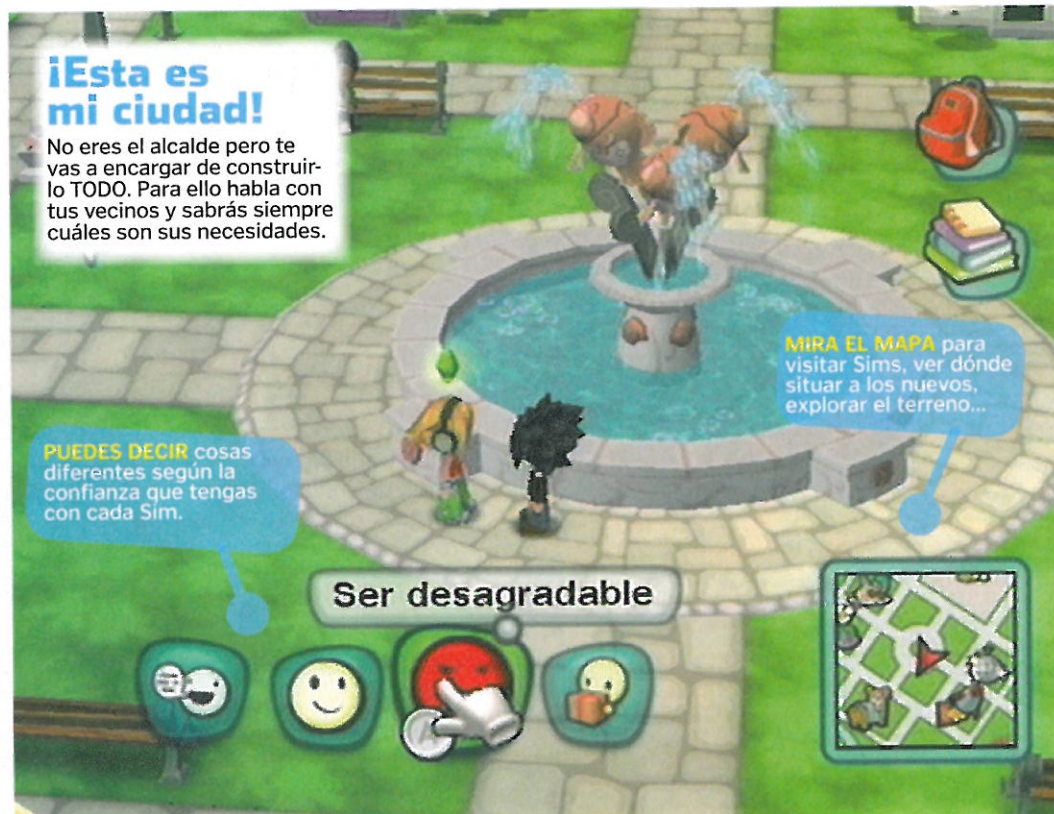 ¡Esta es
mi ciudad!
No eres el alcalde pero te
vas a encargar de construir-
lo TODO. Para ello habla con
tus vecinos y sabrás siempre
cuáles son sus necesidades.
MIRA EL MAPA para
visitar Sims, ver dónde
situar a los nuevos,
explorar el terreno...
PUEDES DECIR cosas
diferentes según la
confianza que tengas
con cada Sim.
Ser desagradable